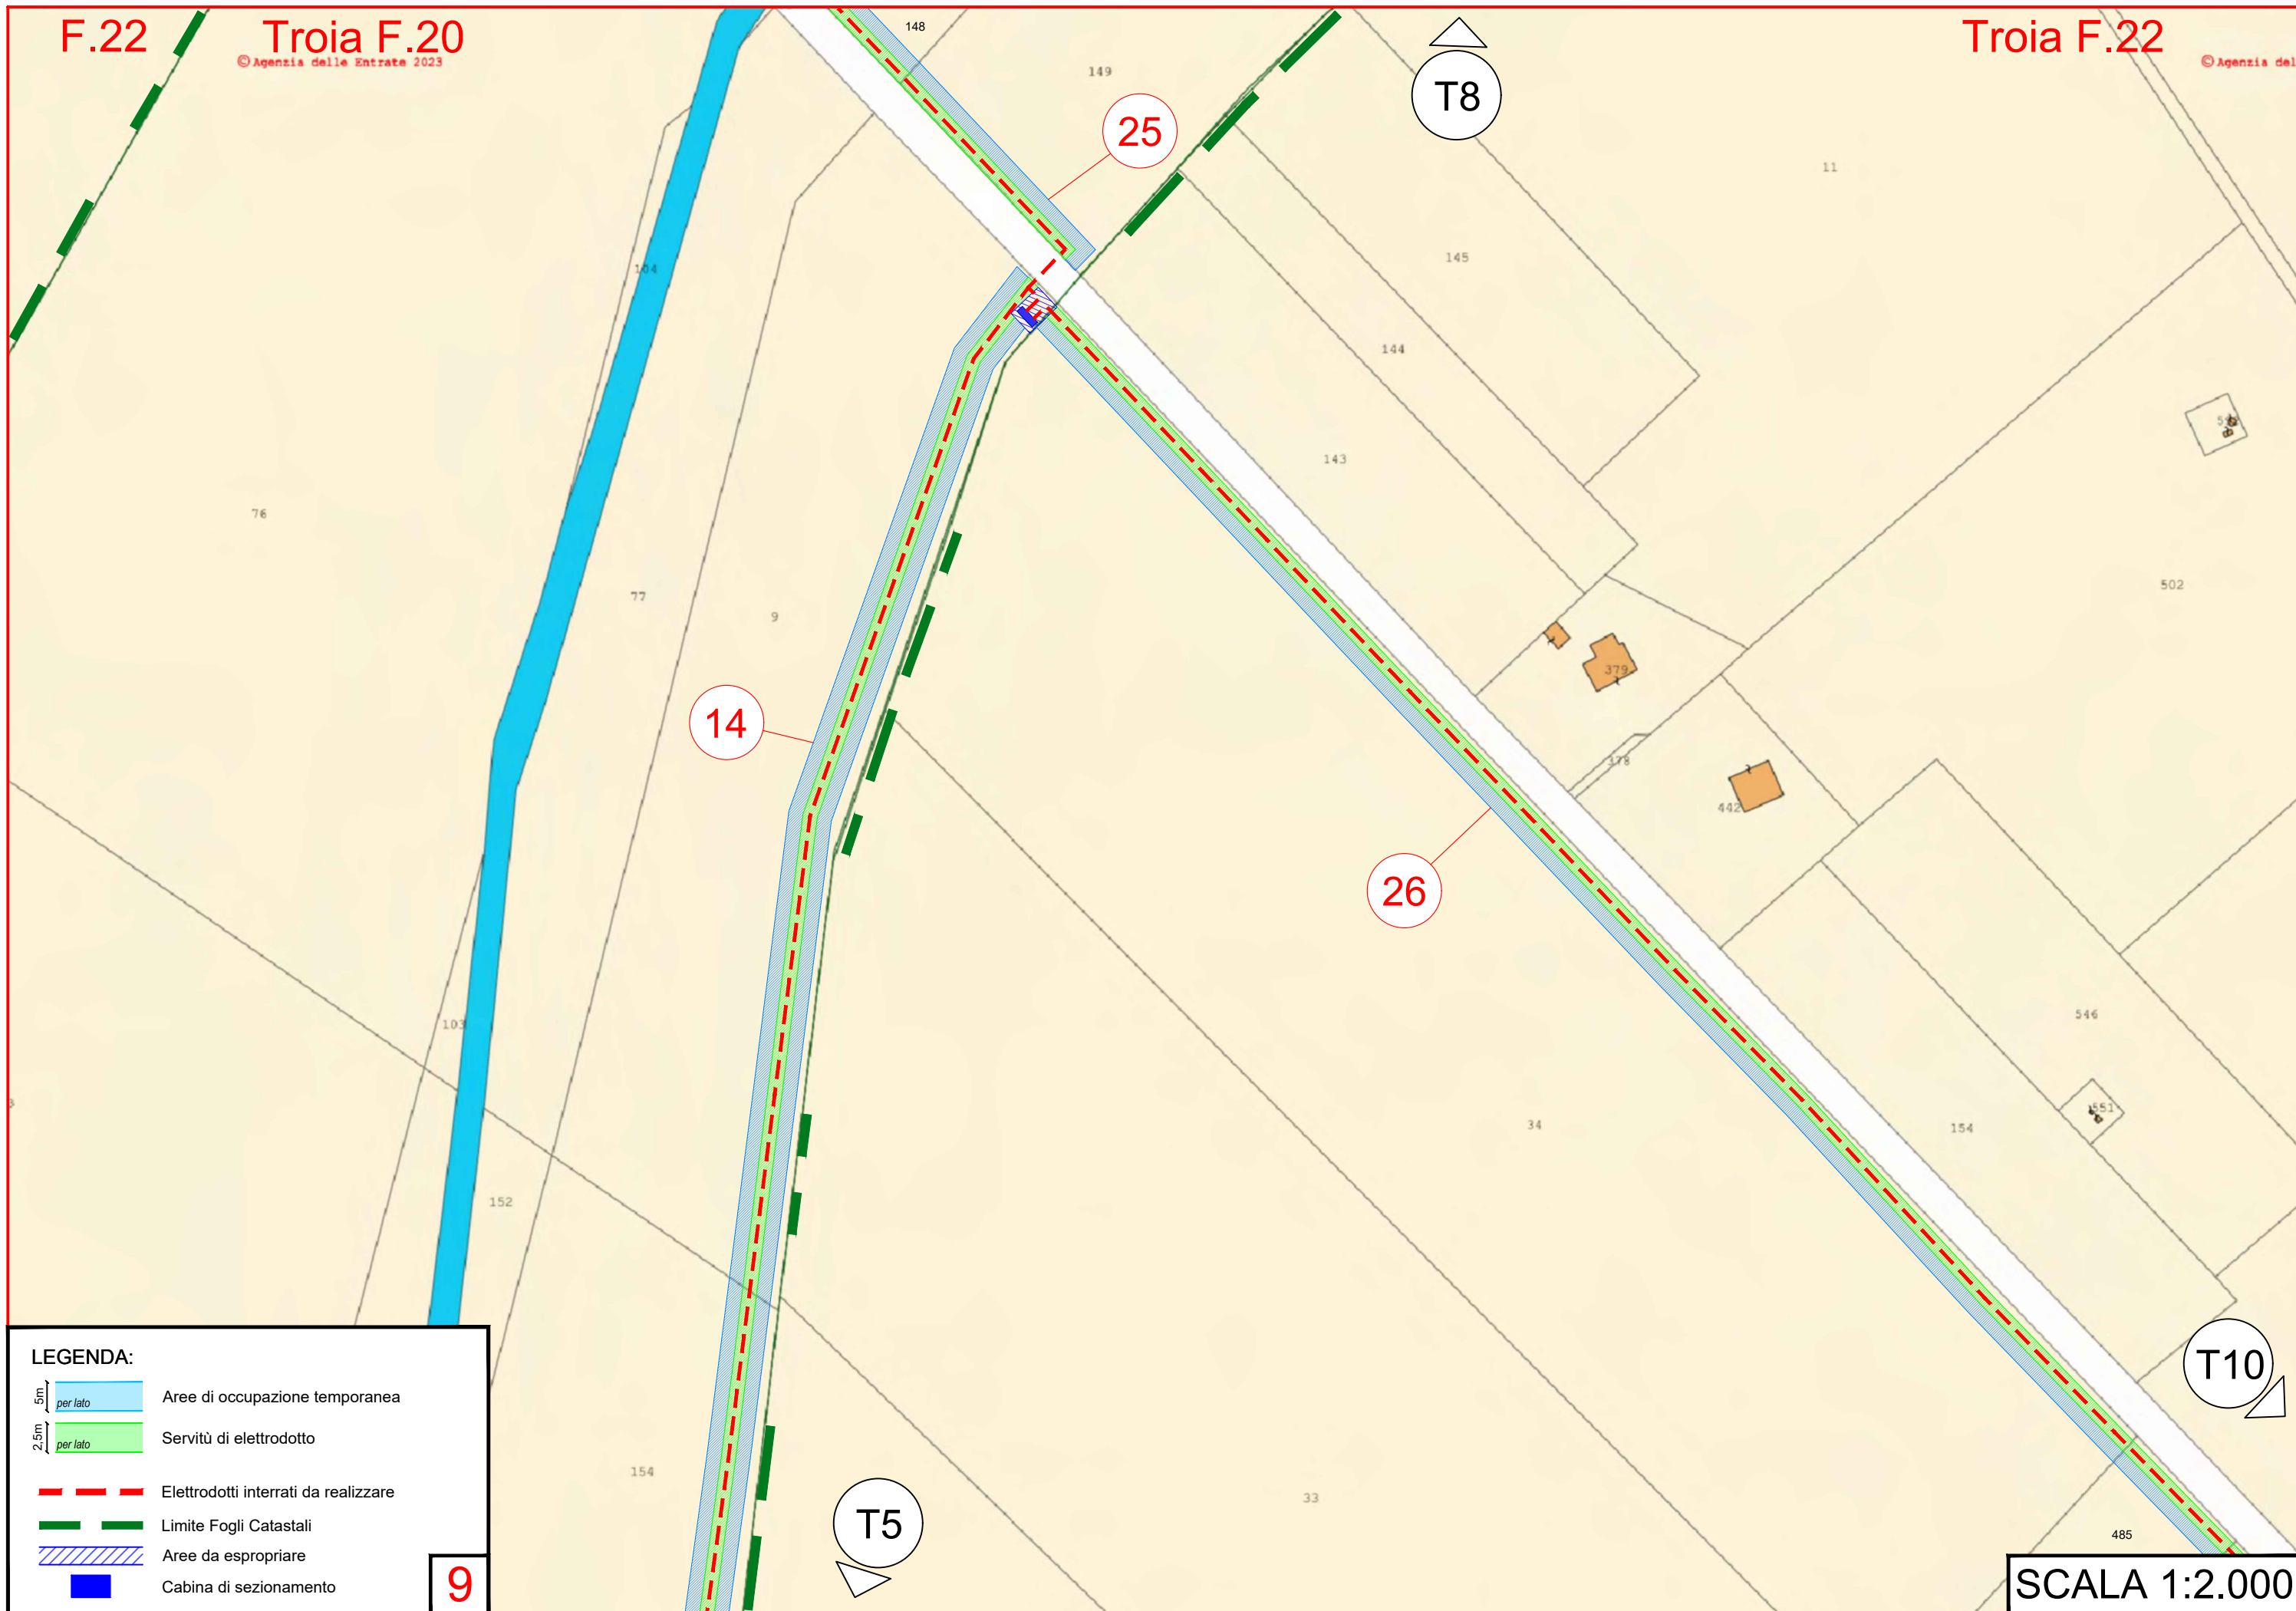 F.22
Troia F.20
© Agenzia delle Entrate 2023
148
149
T8
Troia F.22
© Agenzia del
25
11
145
104
144
143
76
77
9
502
379
14
378
442
26
103
546
551
154
34
152
154
33
T5
T10
485
LEGENDA:
5m
per lato
Aree di occupazione temporanea
2,5m
per lato
Servitù di elettrodotto
Elettrodotti interrati da realizzare
Limite Fogli Catastali
Aree da espropriare
Cabina di sezionamento
9
SCALA 1:2.000